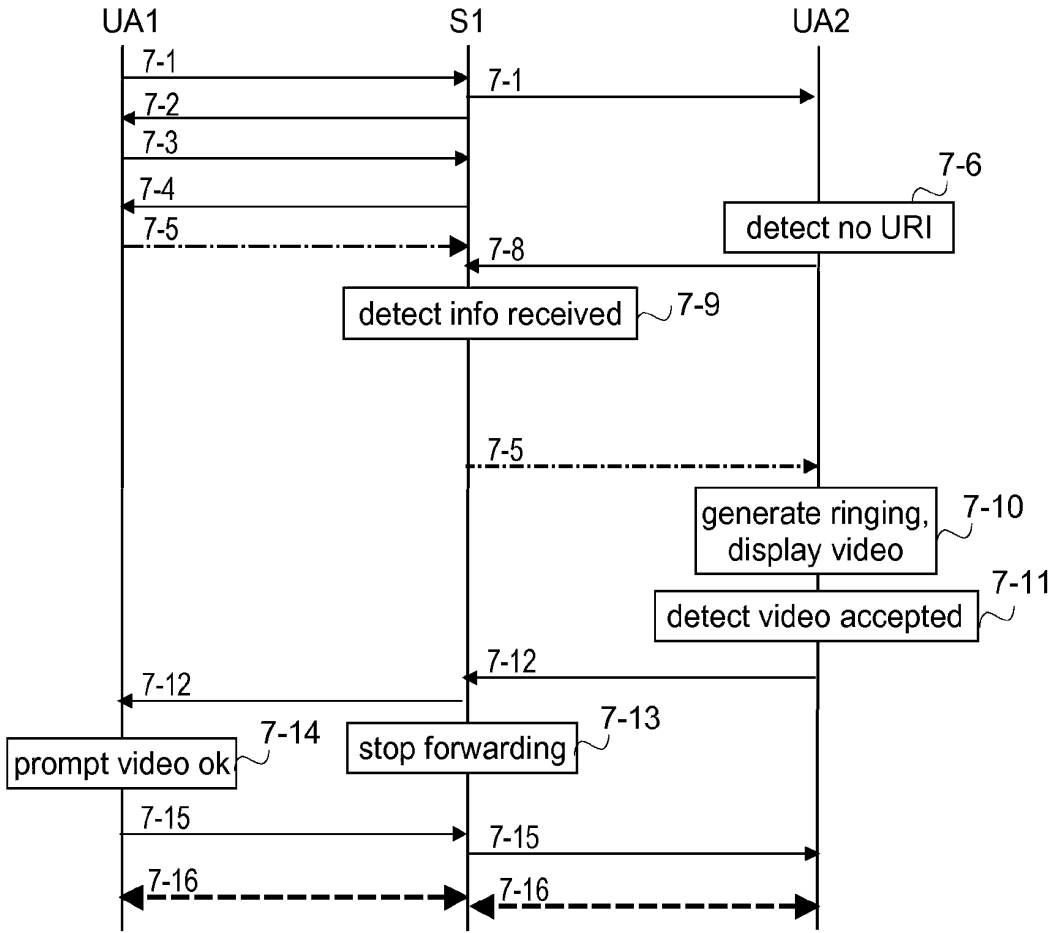 UA1
S1
UA2
7-1
7-1
7-2
7-3
7-4
7-6
detect no URI
7-5
7-8
detect info received
7-9
7-5
generate ringing,
display video
7-10
detect video accepted
7-11
7-12
7-12
prompt video ok
7-14
stop forwarding
7-13
7-15
7-15
7-16
7-16